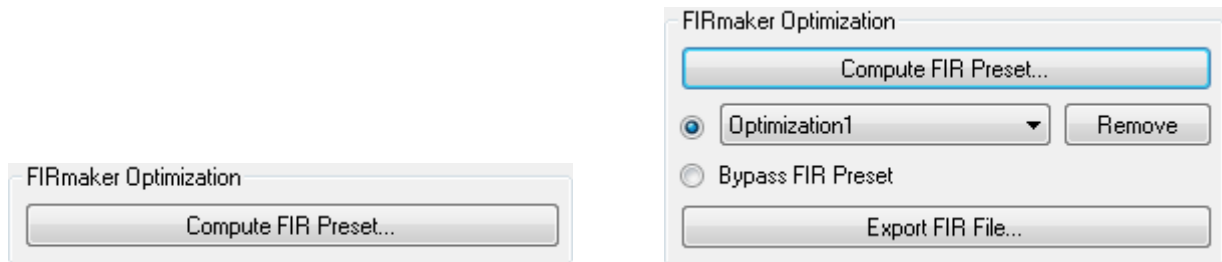 FIRmaker Optimization
Compute FIR Preset...
FIRmaker Optimization
Compute FIR Preset...
Optimization1
Remove
Bypass FIR Preset
Export FIR File...